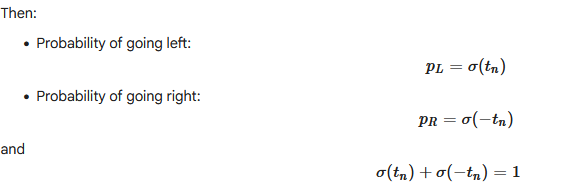 Then:
• Probability of going left:
p_L = σ(t_n)
• Probability of going right:
p_R = σ(−t_n)
and
σ(t_n) + σ(−t_n) = 1